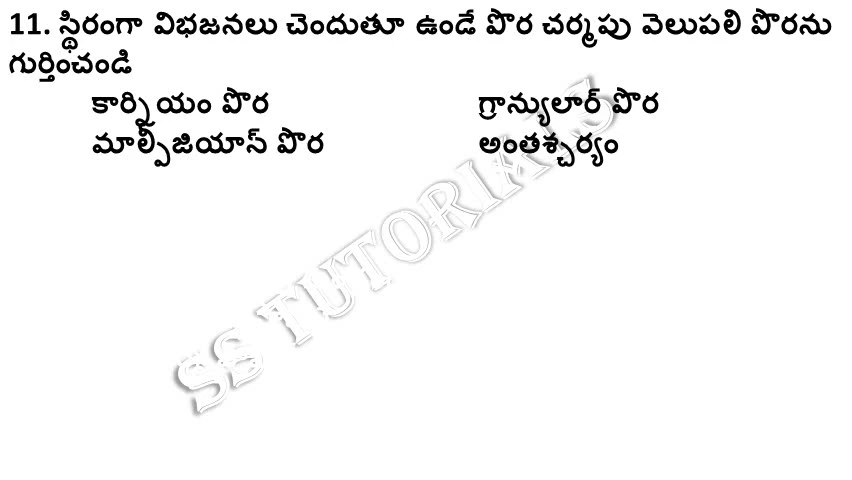 11. స్థిరంగా విభజనలు చెందుతూ ఉండే పొర చర్మపు వెలుపలి పొరను
గుర్తించండి
కార్నియం పొర గ్రాన్యులార్ పొర
మాల్పీజియాస్ పొర అంతశ్చర్యం
SS TUTORIALS